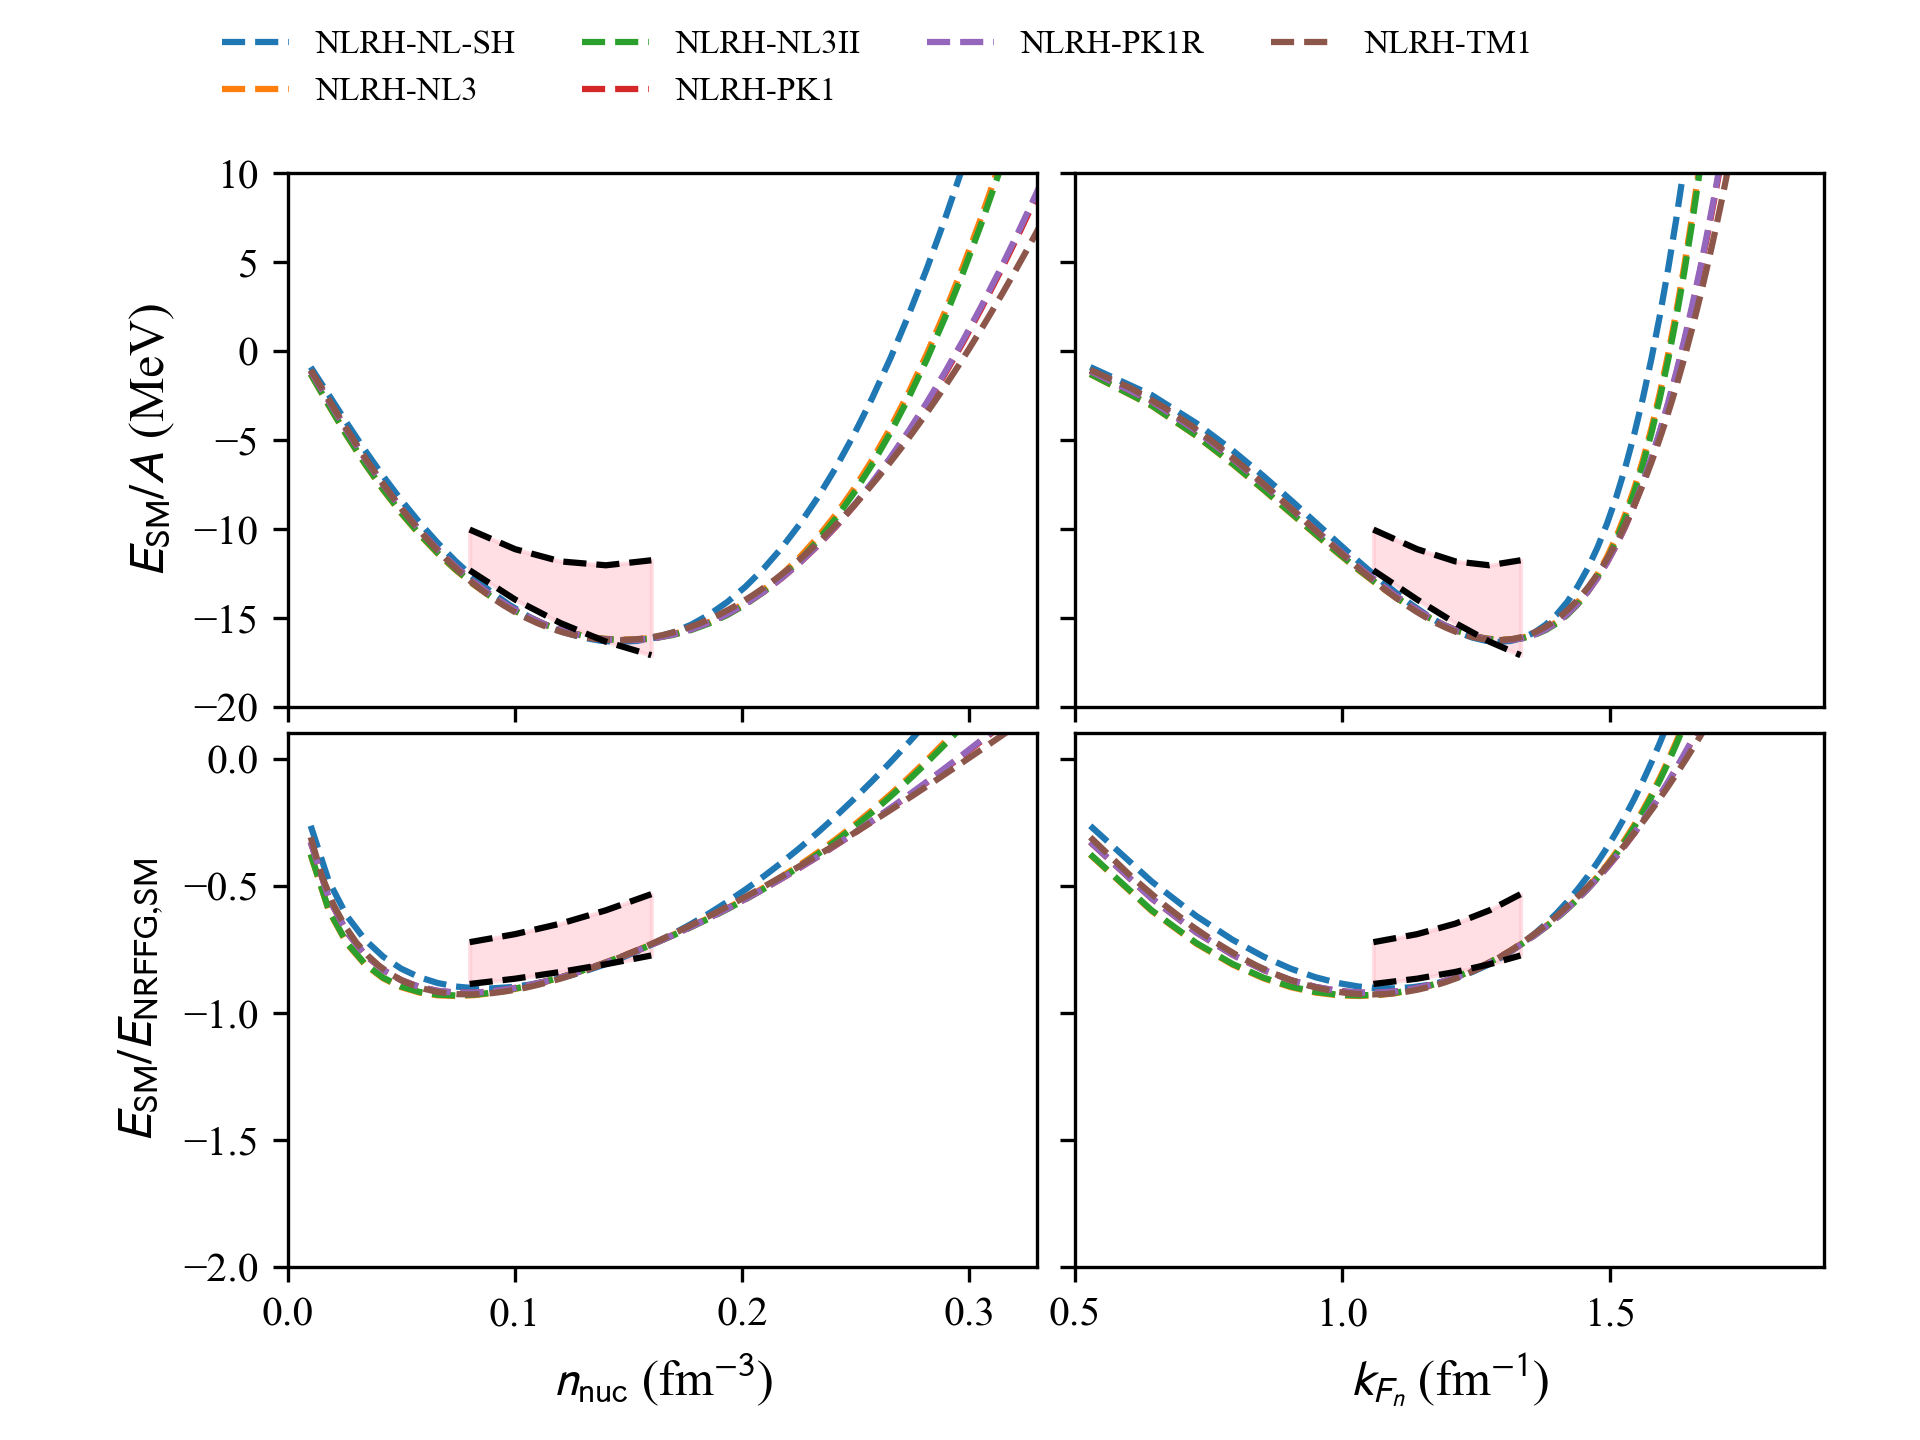 NLRH-NL-SH NLRH-NL3II NLRH-PK1R NLRH-TM1
NLRH-NL3 NLRH-PK1
10
5
0
−5
−10
−15
−20
E_SM/A (MeV)
0.0
−0.5
−1.0
−1.5
−2.0
E_SM/E_NRFFG,SM
0.0 0.1 0.2 0.3
0.5 1.0 1.5
n_nuc (fm⁻³)
k_Fₙ (fm⁻¹)